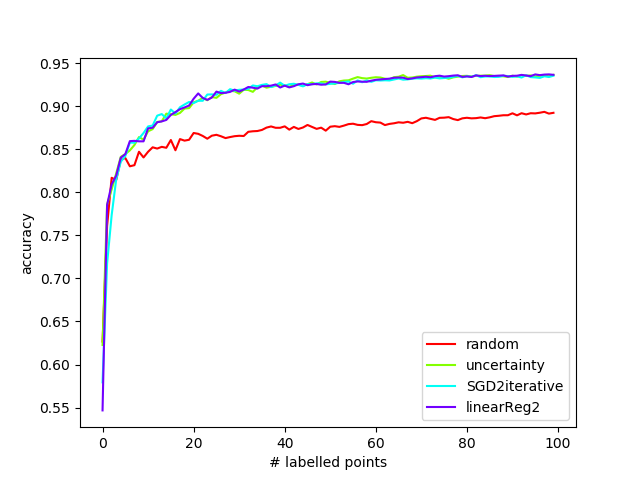 0.95
0.90
0.85
0.80
0.75
0.70
0.65
0.60
0.55
accuracy
0 20 40 60 80 100
# labelled points
random
uncertainty
SGD2iterative
linearReg2